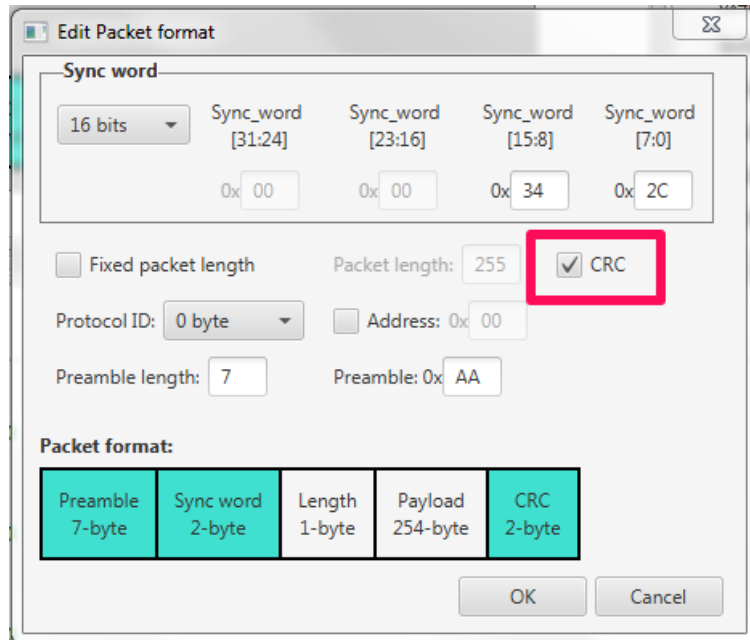 Edit Packet format
Sync word
16 bits
Sync_word [31:24]
Sync_word [23:16]
Sync_word [15:8]
Sync_word [7:0]
0x 00
0x 00
0x 34
0x 2C
Fixed packet length
Packet length: 255
CRC
Protocol ID: 0 byte
Address: 0x 00
Preamble length: 7
Preamble: 0x AA
Packet format:
Preamble 7-byte
Sync word 2-byte
Length 1-byte
Payload 254-byte
CRC 2-byte
OK
Cancel